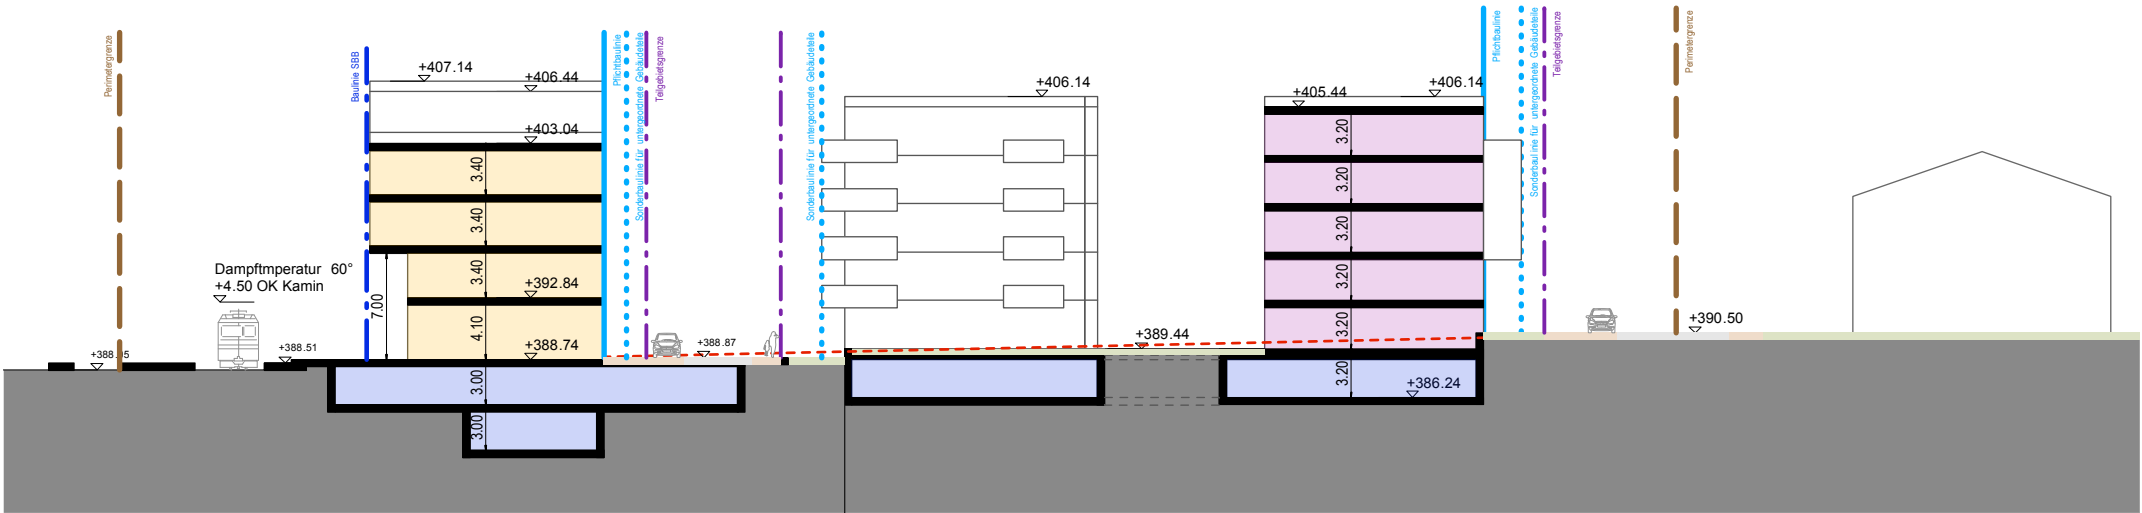 Perimetergrenze
Baulinie SBB
+407.14
+406.44
+403.04
3.40
3.40
3.40
+392.84
4.10
7.00
+388.74
Dampftmperatur 60°
+4.50 OK Kamin
+388.51
3.00
3.00
Pflichtbaulinie
Sonderbaulinie für untergeordnete Gebäudeteile
Teilgebietsgrenze
+388.87
Sonderbaulinie für untergeordnete Gebäudeteile
+406.14
+389.44
+405.44
+406.14
3.20
3.20
3.20
3.20
3.20
3.20
+386.24
Pflichtbaulinie
Sonderbaulinie für untergeordnete Gebäudeteile
Teilgebietsgrenze
Perimetergrenze
+390.50